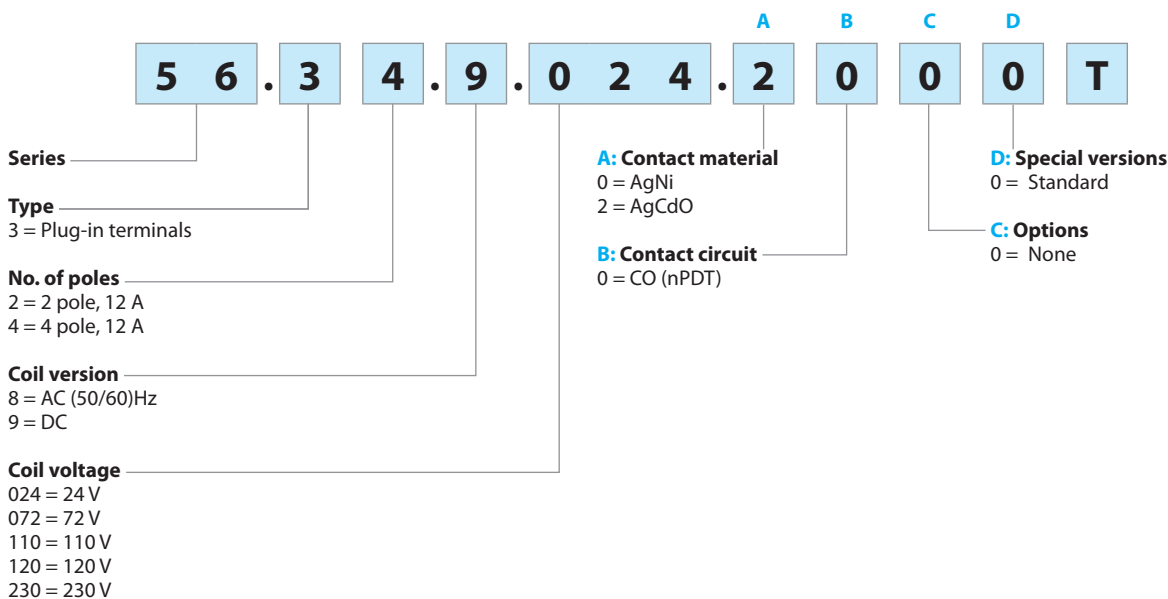 A B C D
5 6 . 3 4 . 9 . 0 2 4 . 2 0 0 0 T
Series
Type
3 = Plug-in terminals
No. of poles
2 = 2 pole, 12 A
4 = 4 pole, 12 A
Coil version
8 = AC (50/60)Hz
9 = DC
Coil voltage
024 = 24 V
072 = 72 V
110 = 110 V
120 = 120 V
230 = 230 V
A: Contact material
0 = AgNi
2 = AgCdO
B: Contact circuit
0 = CO (nPDT)
D: Special versions
0 = Standard
C: Options
0 = None